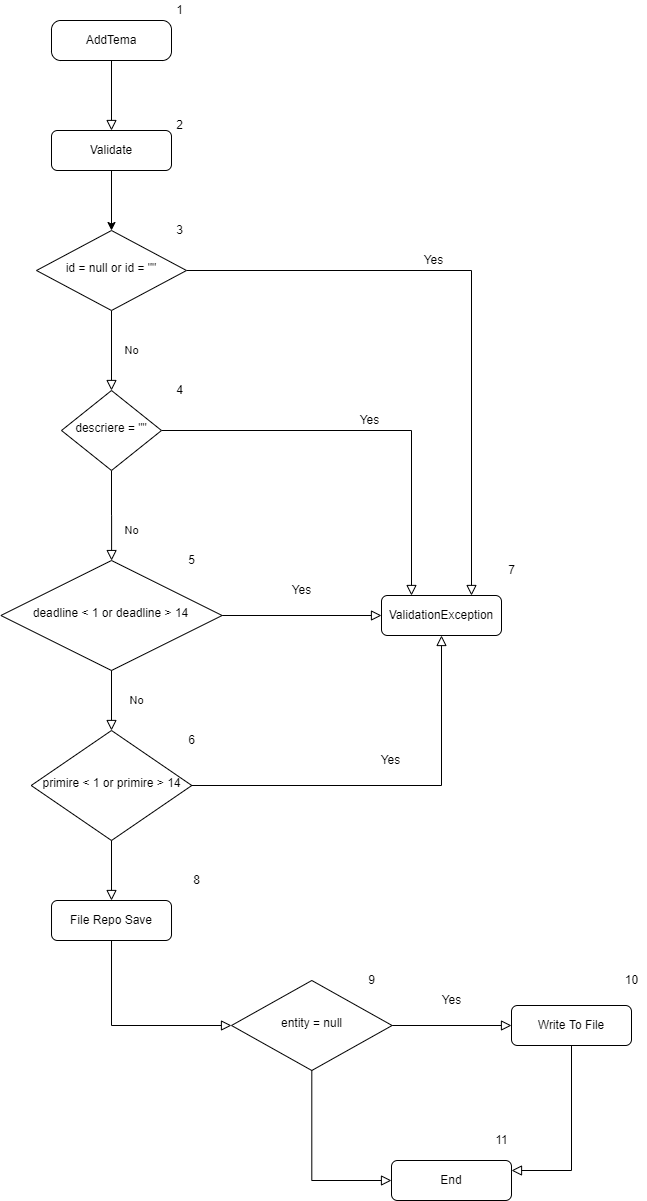 1
AddTema
2
Validate
3
id = null or id = ""
Yes
No
4
descriere = ""
Yes
No
5
deadline < 1 or deadline > 14
Yes
7
ValidationException
No
6
primire < 1 or primire > 14
Yes
8
File Repo Save
9
entity = null
Yes
10
Write To File
11
End